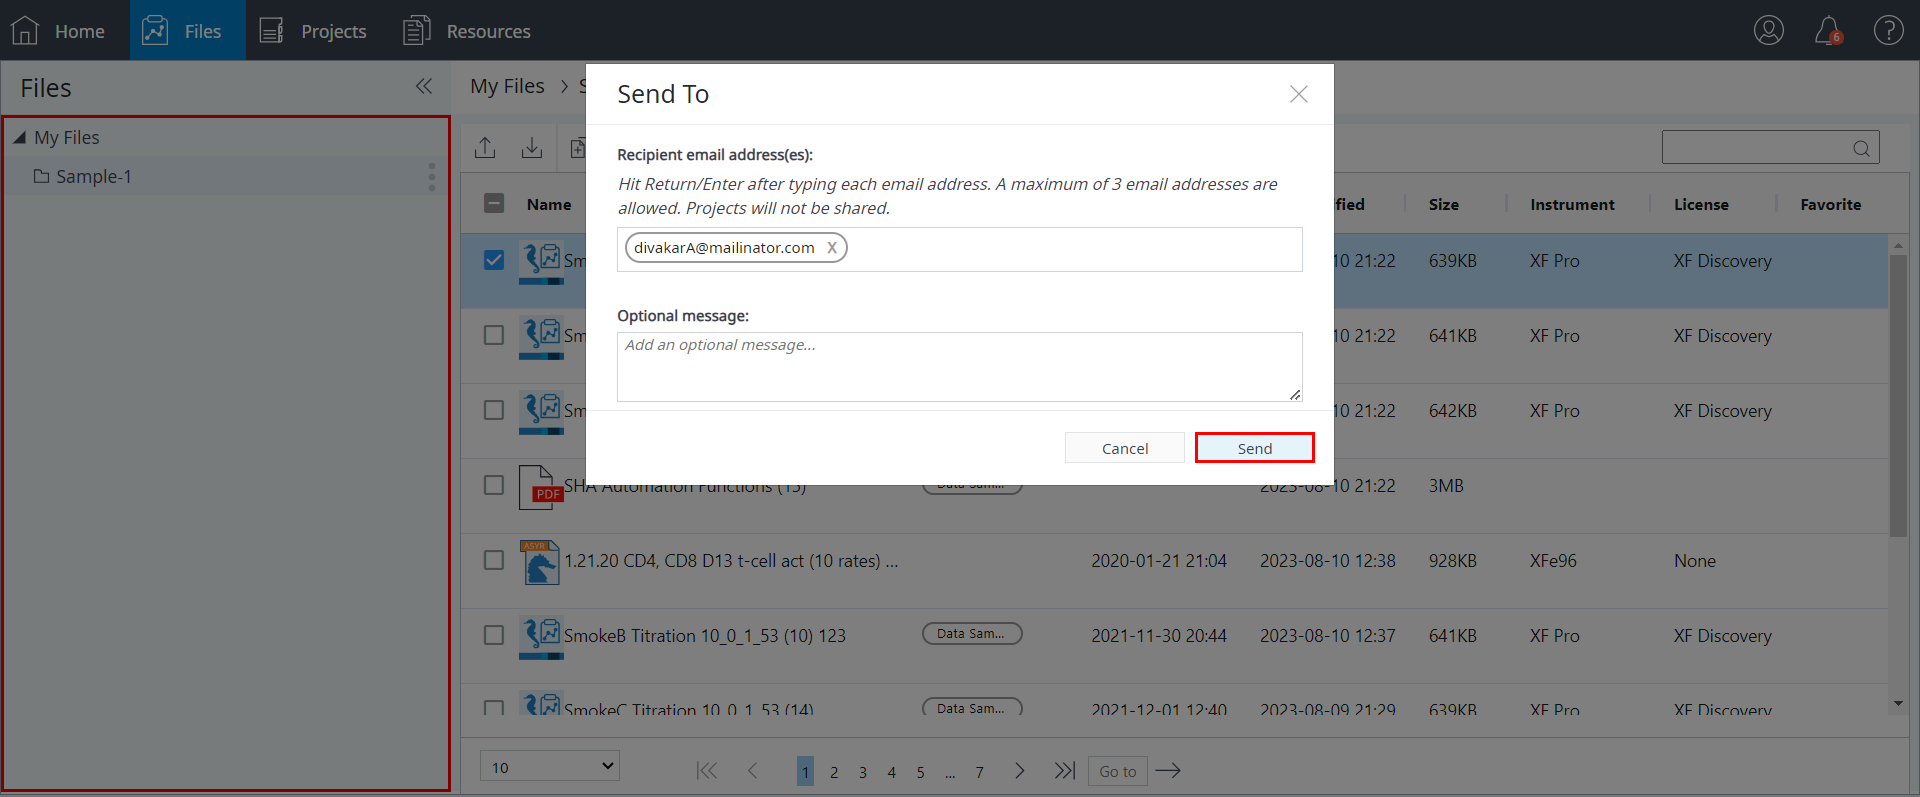 Home
Files
Projects
Resources
6
?
Files
My Files
Sample-1
My Files >
Send To
Recipient email address(es):
Hit Return/Enter after typing each email address. A maximum of 3 email addresses are
allowed. Projects will not be shared.
divakarA@mailinator.com X
Optional message:
Add an optional message...
Cancel
Send
Name Size Instrument License Favorite
21:22 639KB XF Pro XF Discovery
21:22 641KB XF Pro XF Discovery
21:22 642KB XF Pro XF Discovery
PDF SHA Automation Functions (15) Data Sam... 2023-08-10 21:22 3MB
ASYR 1.21.20 CD4, CD8 D13 t-cell act (10 rates) ... 2020-01-21 21:04 2023-08-10 12:38 928KB XFe96 None
SmokeB Titration 10_0_1_53 (10) 123 Data Sam... 2021-11-30 20:44 2023-08-10 12:37 641KB XF Pro XF Discovery
SmokeC Titration 10_0_1_53 (14) Data Sam... 2021-12-01 12:40 2023-08-09 21:29 639KB XF Pro XF Discovery
10
1 2 3 4 5 ... 7
Go to